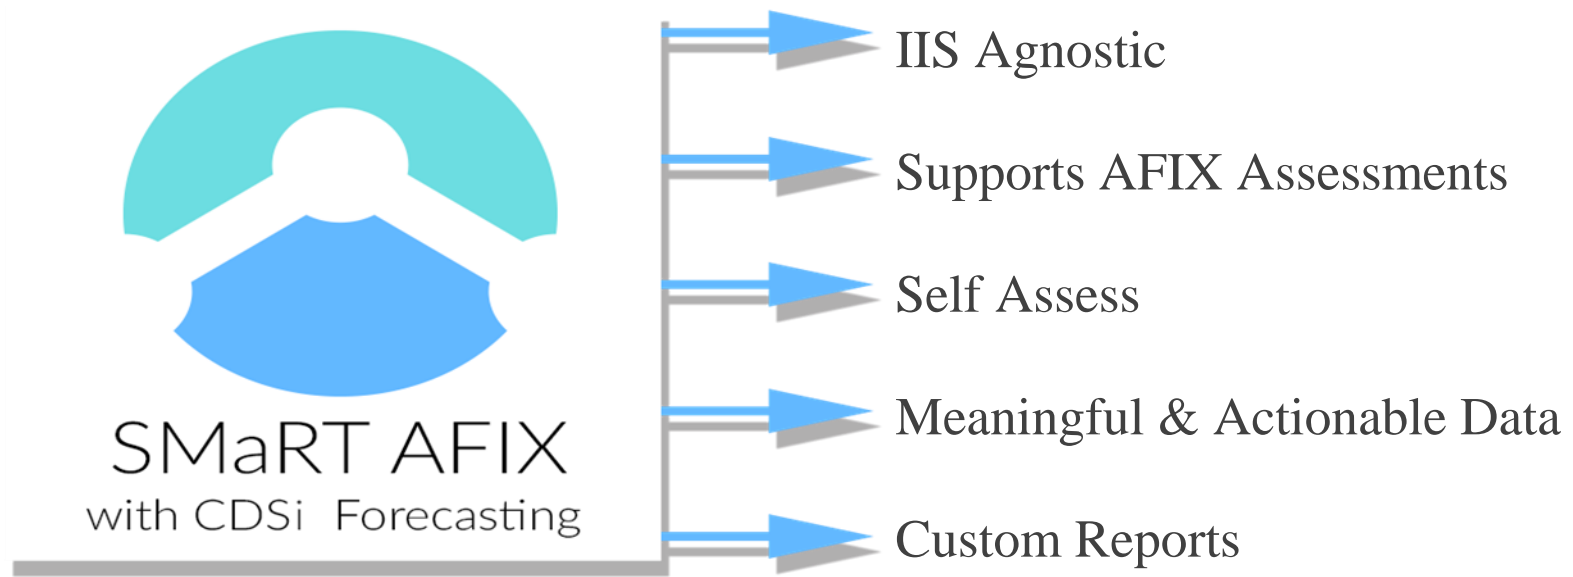 SMaRT AFIX
with CDSi Forecasting
IIS Agnostic
Supports AFIX Assessments
Self Assess
Meaningful & Actionable Data
Custom Reports